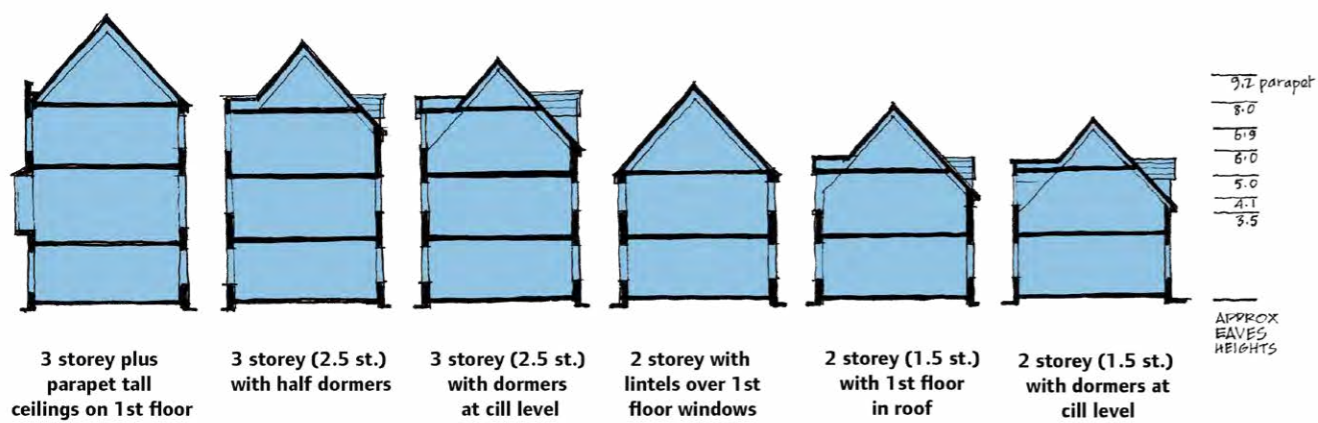 3 storey plus
parapet tall
ceilings on 1st floor
3 storey (2.5 st.)
with half dormers
3 storey (2.5 st.)
with dormers
at cill level
2 storey with
lintels over 1st
floor windows
2 storey (1.5 st.)
with 1st floor
in roof
2 storey (1.5 st.)
with dormers at
cill level
9.2 parapet
8.0
6.9
6.0
5.0
4.1
3.5
APPROX
EAVES
HEIGHTS